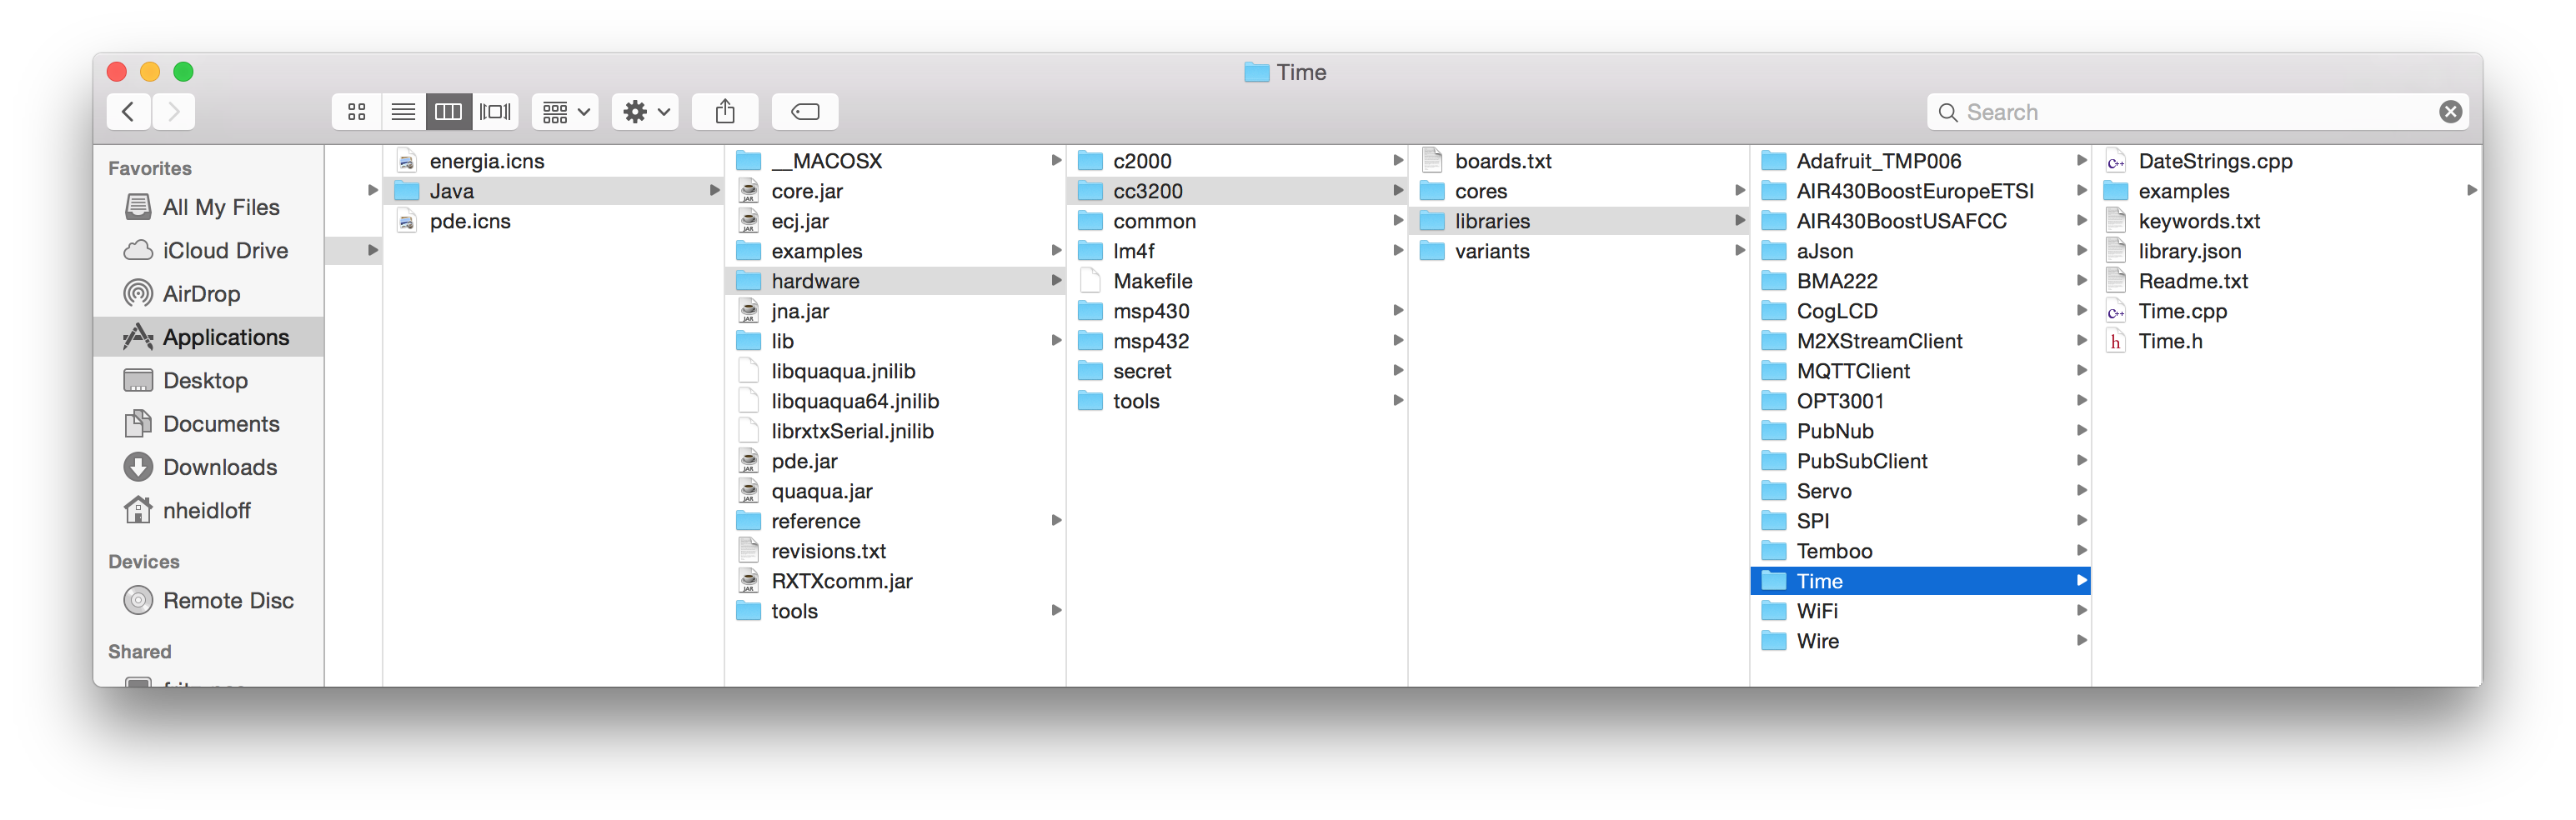 Time
Search
Favorites
All My Files
iCloud Drive
AirDrop
Applications
Desktop
Documents
Downloads
nheidloff
Devices
Remote Disc
Shared
energia.icns
Java
pde.icns
__MACOSX
core.jar
ecj.jar
examples
hardware
jna.jar
lib
libquaqua.jnilib
libquaqua64.jnilib
librxtxSerial.jnilib
pde.jar
quaqua.jar
reference
revisions.txt
RXTXcomm.jar
tools
c2000
cc3200
common
lm4f
Makefile
msp430
msp432
secret
tools
boards.txt
cores
libraries
variants
Adafruit_TMP006
AIR430BoostEuropeETSI
AIR430BoostUSAFCC
aJson
BMA222
CogLCD
M2XStreamClient
MQTTClient
OPT3001
PubNub
PubSubClient
Servo
SPI
Temboo
Time
WiFi
Wire
DateStrings.cpp
examples
keywords.txt
library.json
Readme.txt
Time.cpp
Time.h